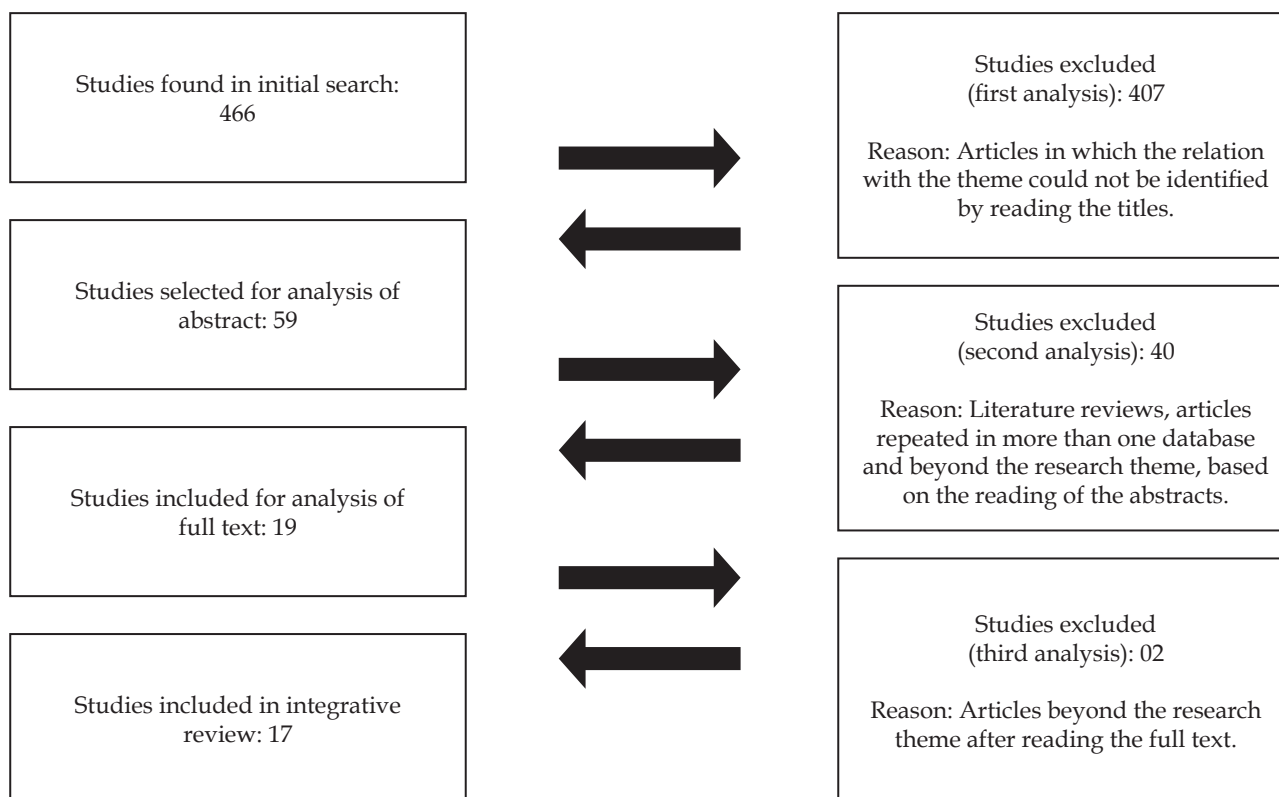 Studies found in initial search:
466
Studies excluded
(first analysis): 407
Reason: Articles in which the relation
with the theme could not be identified
by reading the titles.
Studies selected for analysis of
abstract: 59
Studies excluded
(second analysis): 40
Reason: Literature reviews, articles
repeated in more than one database
and beyond the research theme, based
on the reading of the abstracts.
Studies included for analysis of
full text: 19
Studies excluded
(third analysis): 02
Reason: Articles beyond the research
theme after reading the full text.
Studies included in integrative
review: 17